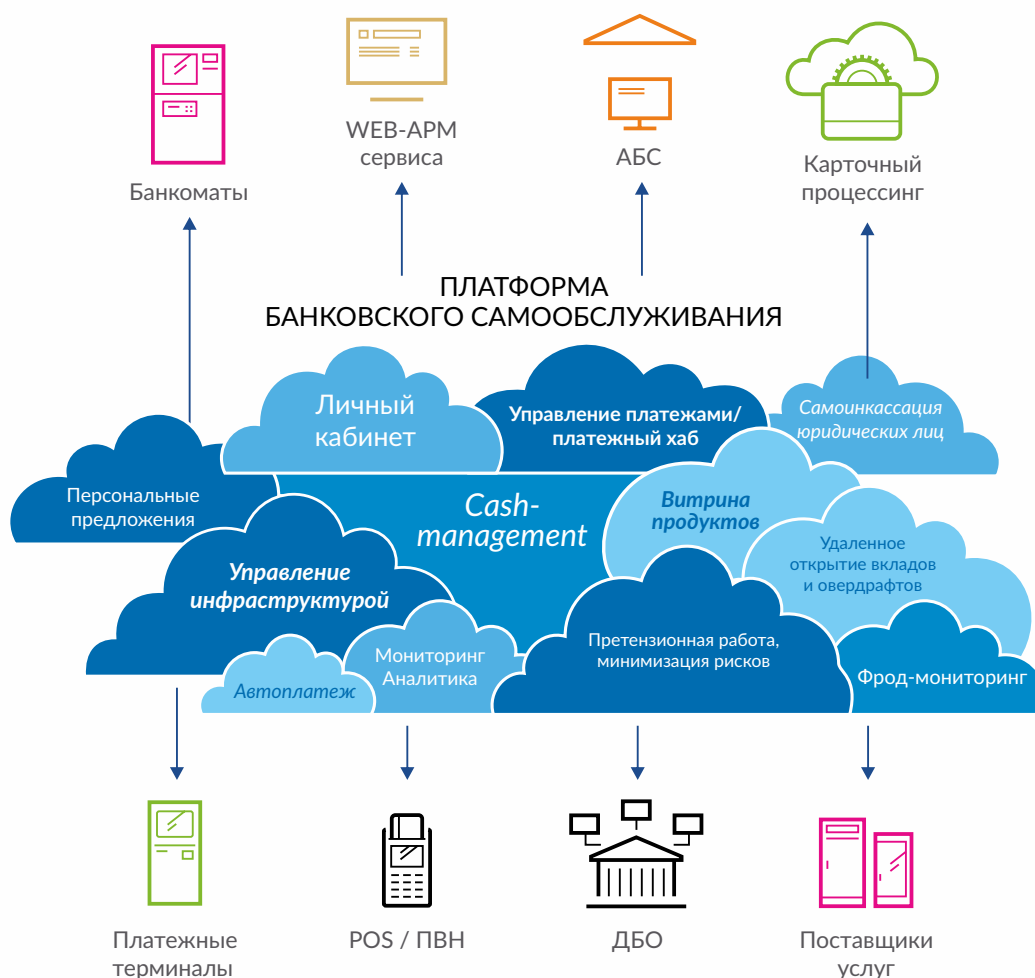 WEB-АРМ
сервиса
АБС
Карточный
процессинг
Банкоматы
ПЛАТФОРМА
БАНКОВСКОГО САМООБСЛУЖИВАНИЯ
Личный
кабинет
Управление платежами/
платежный хаб
Самоинкассация
юридических лиц
Персональные
предложения
Cash-
management
Витрина
продуктов
Удаленное
открытие вкладов
и овердрафтов
Управление
инфраструктурой
Претензионная работа,
минимизация рисков
Мониторинг
Аналитика
Автоплатеж
Фрод-мониторинг
Платежные
терминалы
POS / ПВН
ДБО
Поставщики
услуг